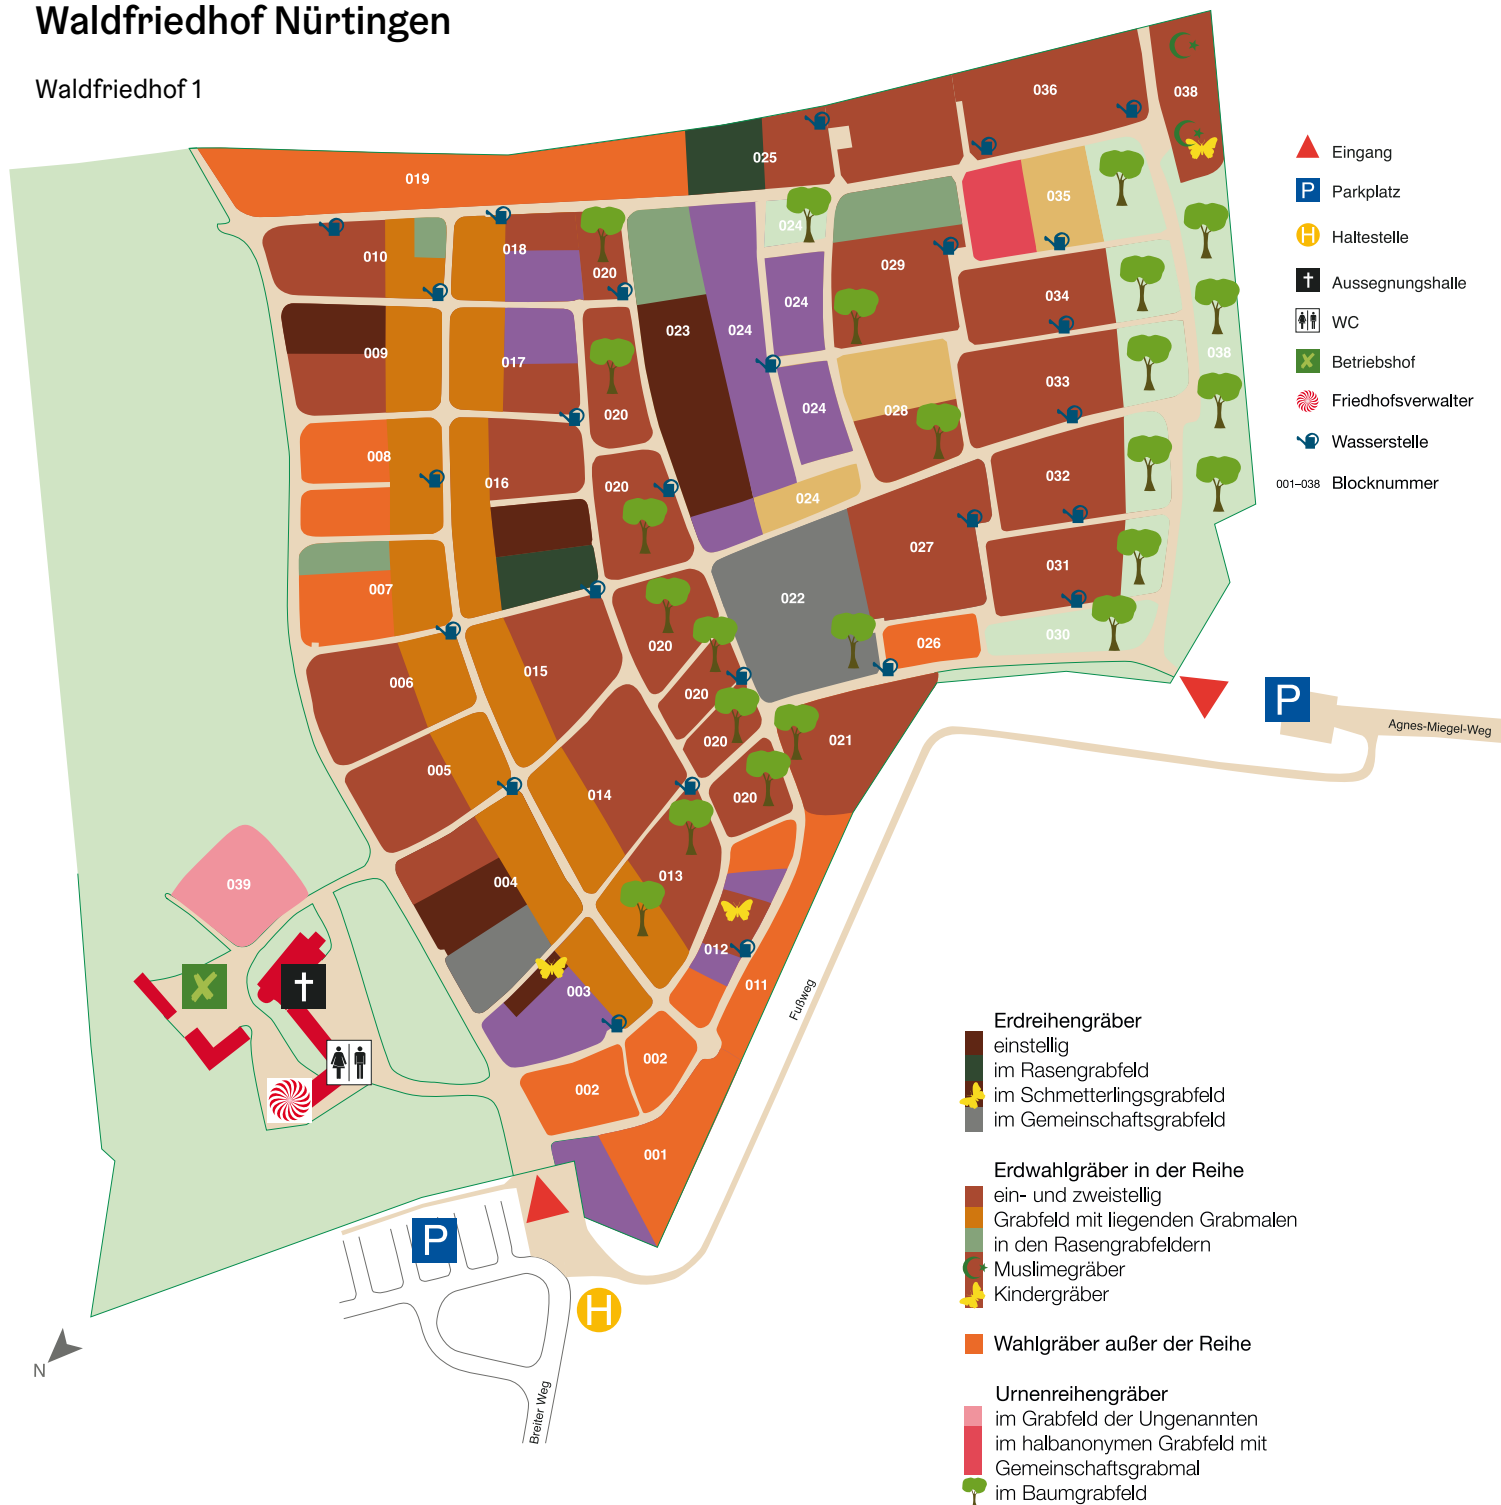 Waldfriedhof Nürtingen
Waldfriedhof 1
036
038
025
019
035
024
018
010
020
029
034
024
023
024
009
017
033
038
020
024
028
008
016
020
032
024
027
031
007
022
030
026
020
015
006
020
020
021
005
014
020
013
004
039
012
011
003
002
002
001
Eingang
P Parkplatz
H Haltestelle
Aussegnungshalle
WC
Betriebshof
Friedhofsverwalter
Wasserstelle
001–038 Blocknummer
P
Agnes-Miegel-Weg
Fußweg
P
H
Breiter Weg
N
Erdreihengräber
einstellig
im Rasengrabfeld
im Schmetterlingsgrabfeld
im Gemeinschaftsgrabfeld
Erdwahlgräber in der Reihe
ein- und zweistellig
Grabfeld mit liegenden Grabmalen
in den Rasengrabfeldern
Muslimegräber
Kindergräber
Wahlgräber außer der Reihe
Urnenreihengräber
im Grabfeld der Ungenannten
im halbanonymen Grabfeld mit
Gemeinschaftsgrabmal
im Baumgrabfeld